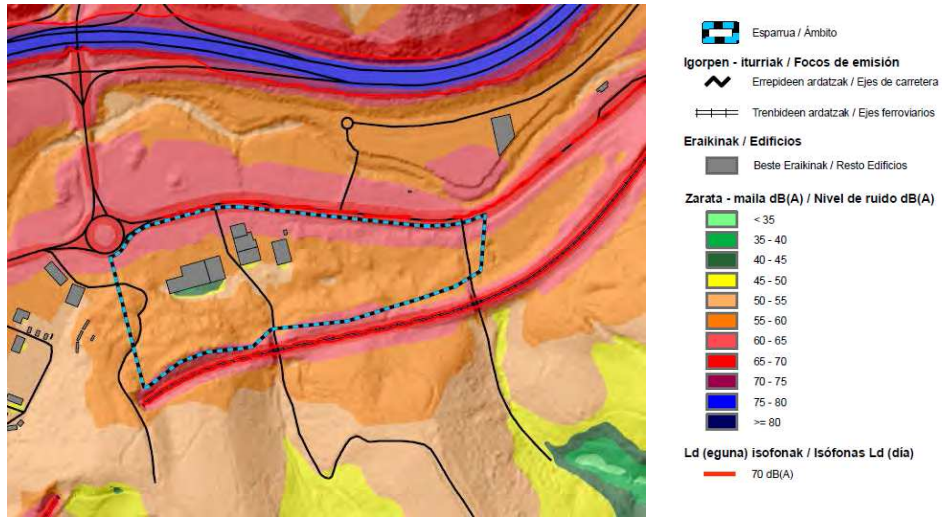 Esparrua / Ámbito
Igorpen - iturriak / Focos de emisión
Errepideen ardatzak / Ejes de carretera
Trenbideen ardatzak / Ejes ferroviarios
Eraikinak / Edificios
Beste Eraikinak / Resto Edificios
Zarata - maila dB(A) / Nivel de ruido dB(A)
< 35
35 - 40
40 - 45
45 - 50
50 - 55
55 - 60
60 - 65
65 - 70
70 - 75
75 - 80
>= 80
Ld (eguna) isofonak / Isófonas Ld (día)
70 dB(A)